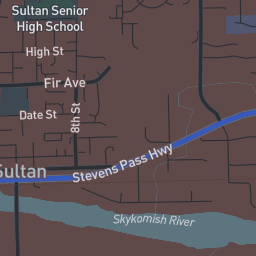 Sultan Senior
High School
High St
Fir Ave
Date St
8th St
Stevens Pass Hwy
Sultan
Skykomish River